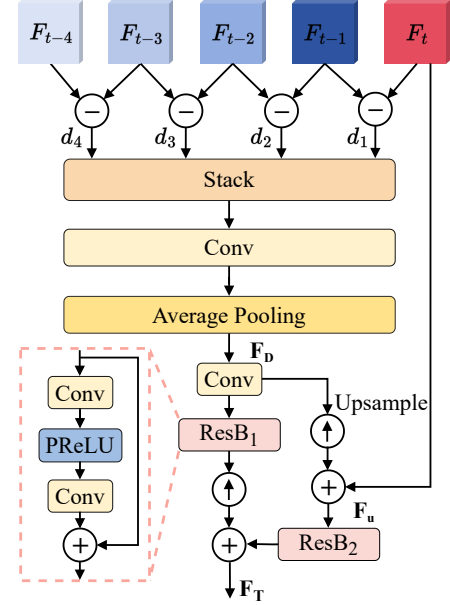 F_{t-4} F_{t-3} F_{t-2} F_{t-1} F_t
− − − −
d_4 d_3 d_2 d_1
Stack
Conv
Average Pooling
F_D
Conv
Conv
Upsample
PReLU
ResB_1
Conv
+
F_u
+
+
ResB_2
F_T